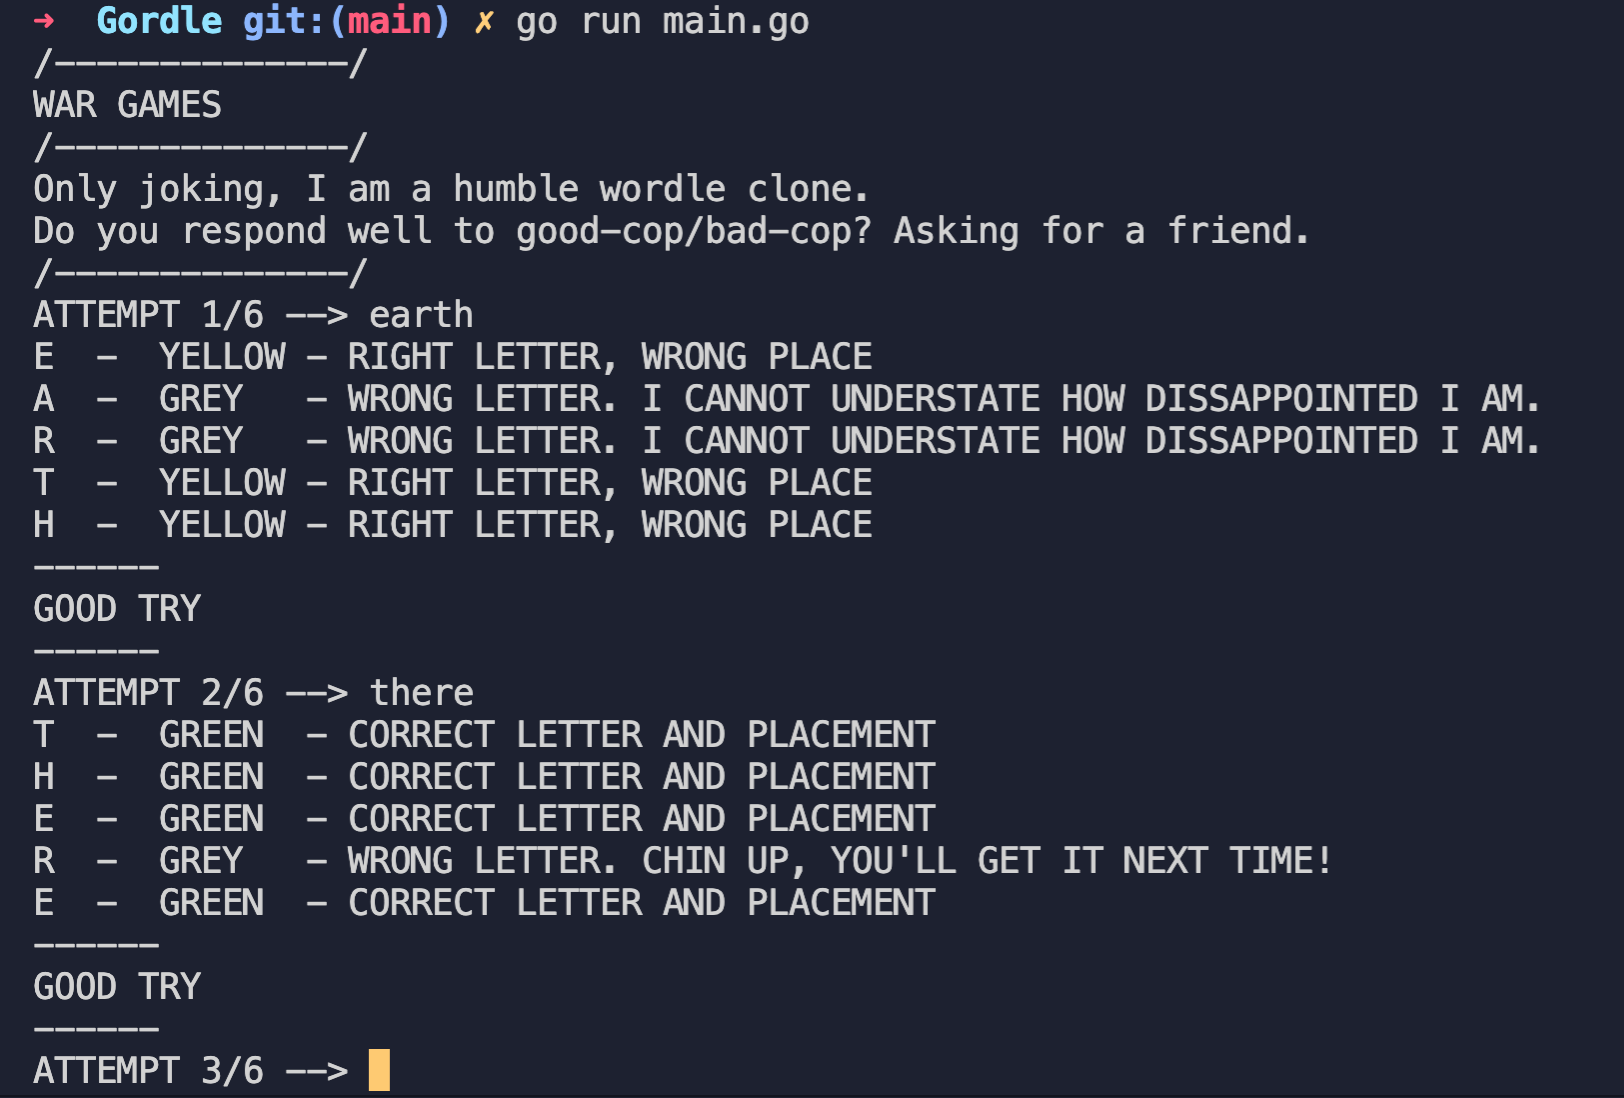 ➜  Gordle git:(main) ✗ go run main.go
/--------------/
WAR GAMES
/--------------/
Only joking, I am a humble wordle clone.
Do you respond well to good-cop/bad-cop? Asking for a friend.
/--------------/
ATTEMPT 1/6 --> earth
E  -  YELLOW - RIGHT LETTER, WRONG PLACE
A  -  GREY   - WRONG LETTER. I CANNOT UNDERSTATE HOW DISSAPPOINTED I AM.
R  -  GREY   - WRONG LETTER. I CANNOT UNDERSTATE HOW DISSAPPOINTED I AM.
T  -  YELLOW - RIGHT LETTER, WRONG PLACE
H  -  YELLOW - RIGHT LETTER, WRONG PLACE
------
GOOD TRY
------
ATTEMPT 2/6 --> there
T  -  GREEN  - CORRECT LETTER AND PLACEMENT
H  -  GREEN  - CORRECT LETTER AND PLACEMENT
E  -  GREEN  - CORRECT LETTER AND PLACEMENT
R  -  GREY   - WRONG LETTER. CHIN UP, YOU'LL GET IT NEXT TIME!
E  -  GREEN  - CORRECT LETTER AND PLACEMENT
------
GOOD TRY
------
ATTEMPT 3/6 -->